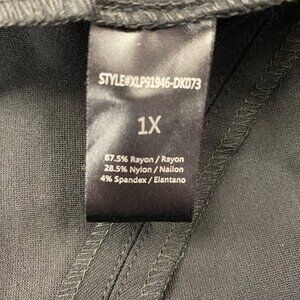 STYLE#XLP91946-DK073
1X
67.5% Rayon / Rayon
28.5% Nylon / Nailon
4% Spandex / Elantano